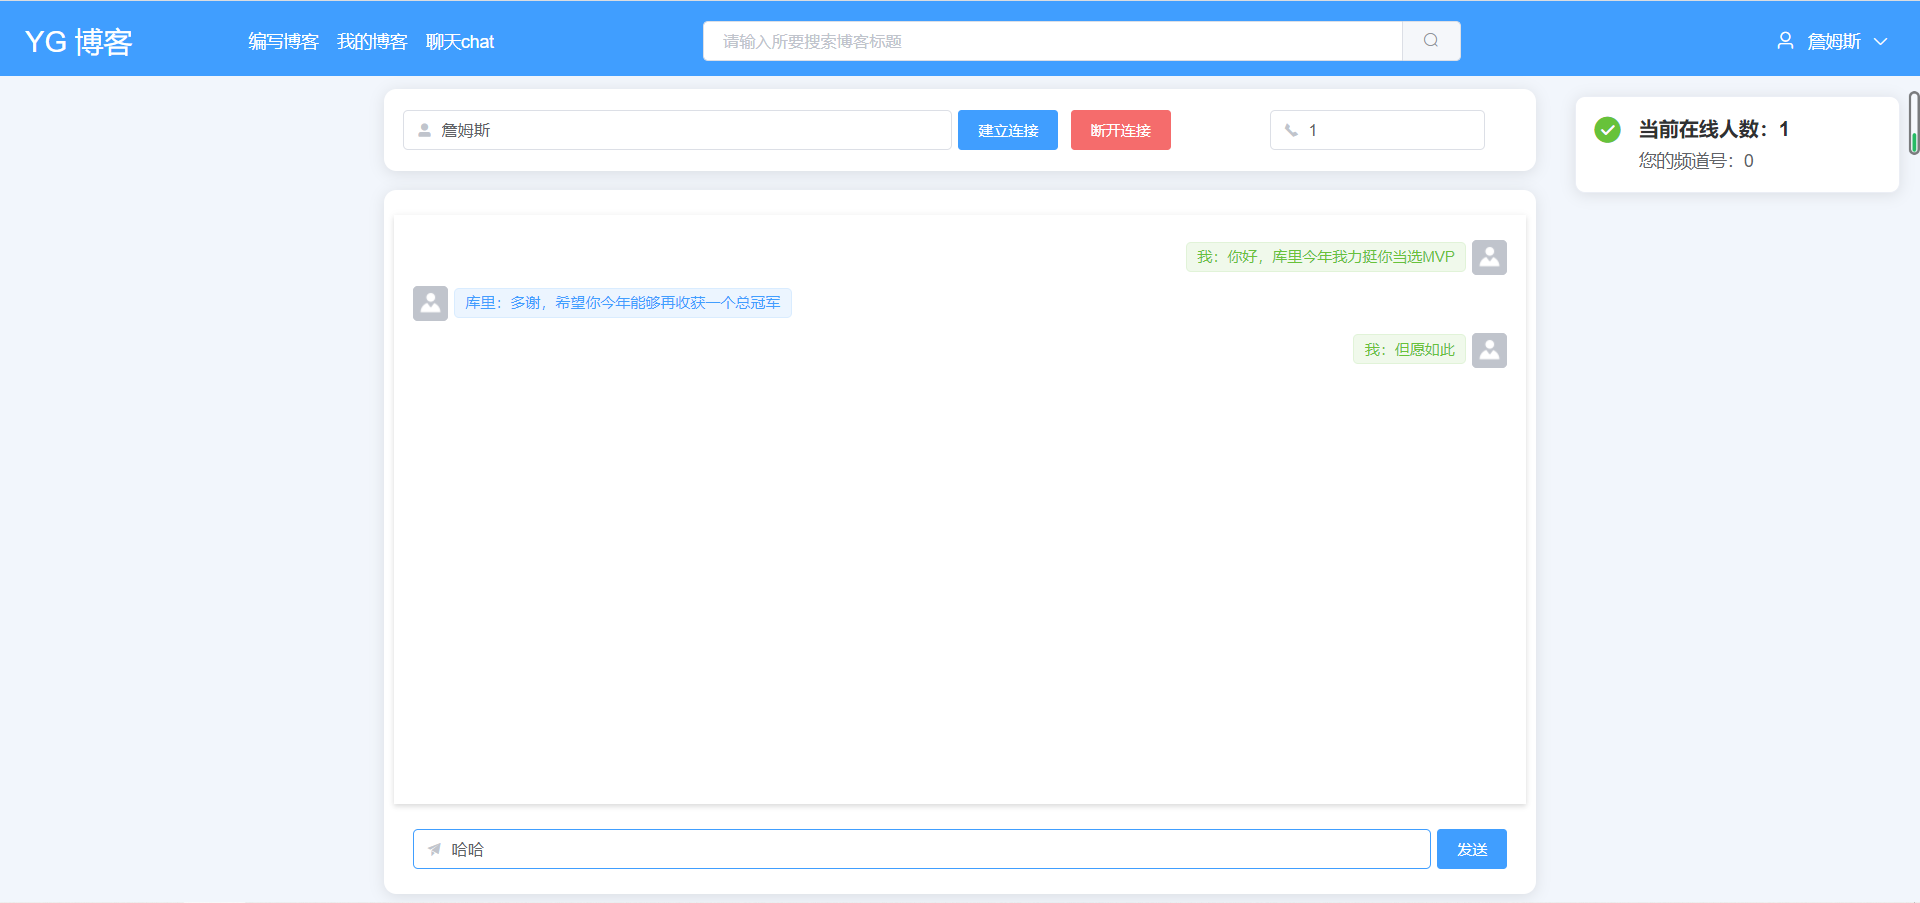 YG 博客
编写博客 我的博客 聊天chat
请输入所要搜索博客标题
詹姆斯
詹姆斯
建立连接
断开连接
1
当前在线人数：1
您的频道号：0
我：你好，库里今年我力挺你当选MVP
库里：多谢，希望你今年能够再收获一个总冠军
我：但愿如此
哈哈
发送